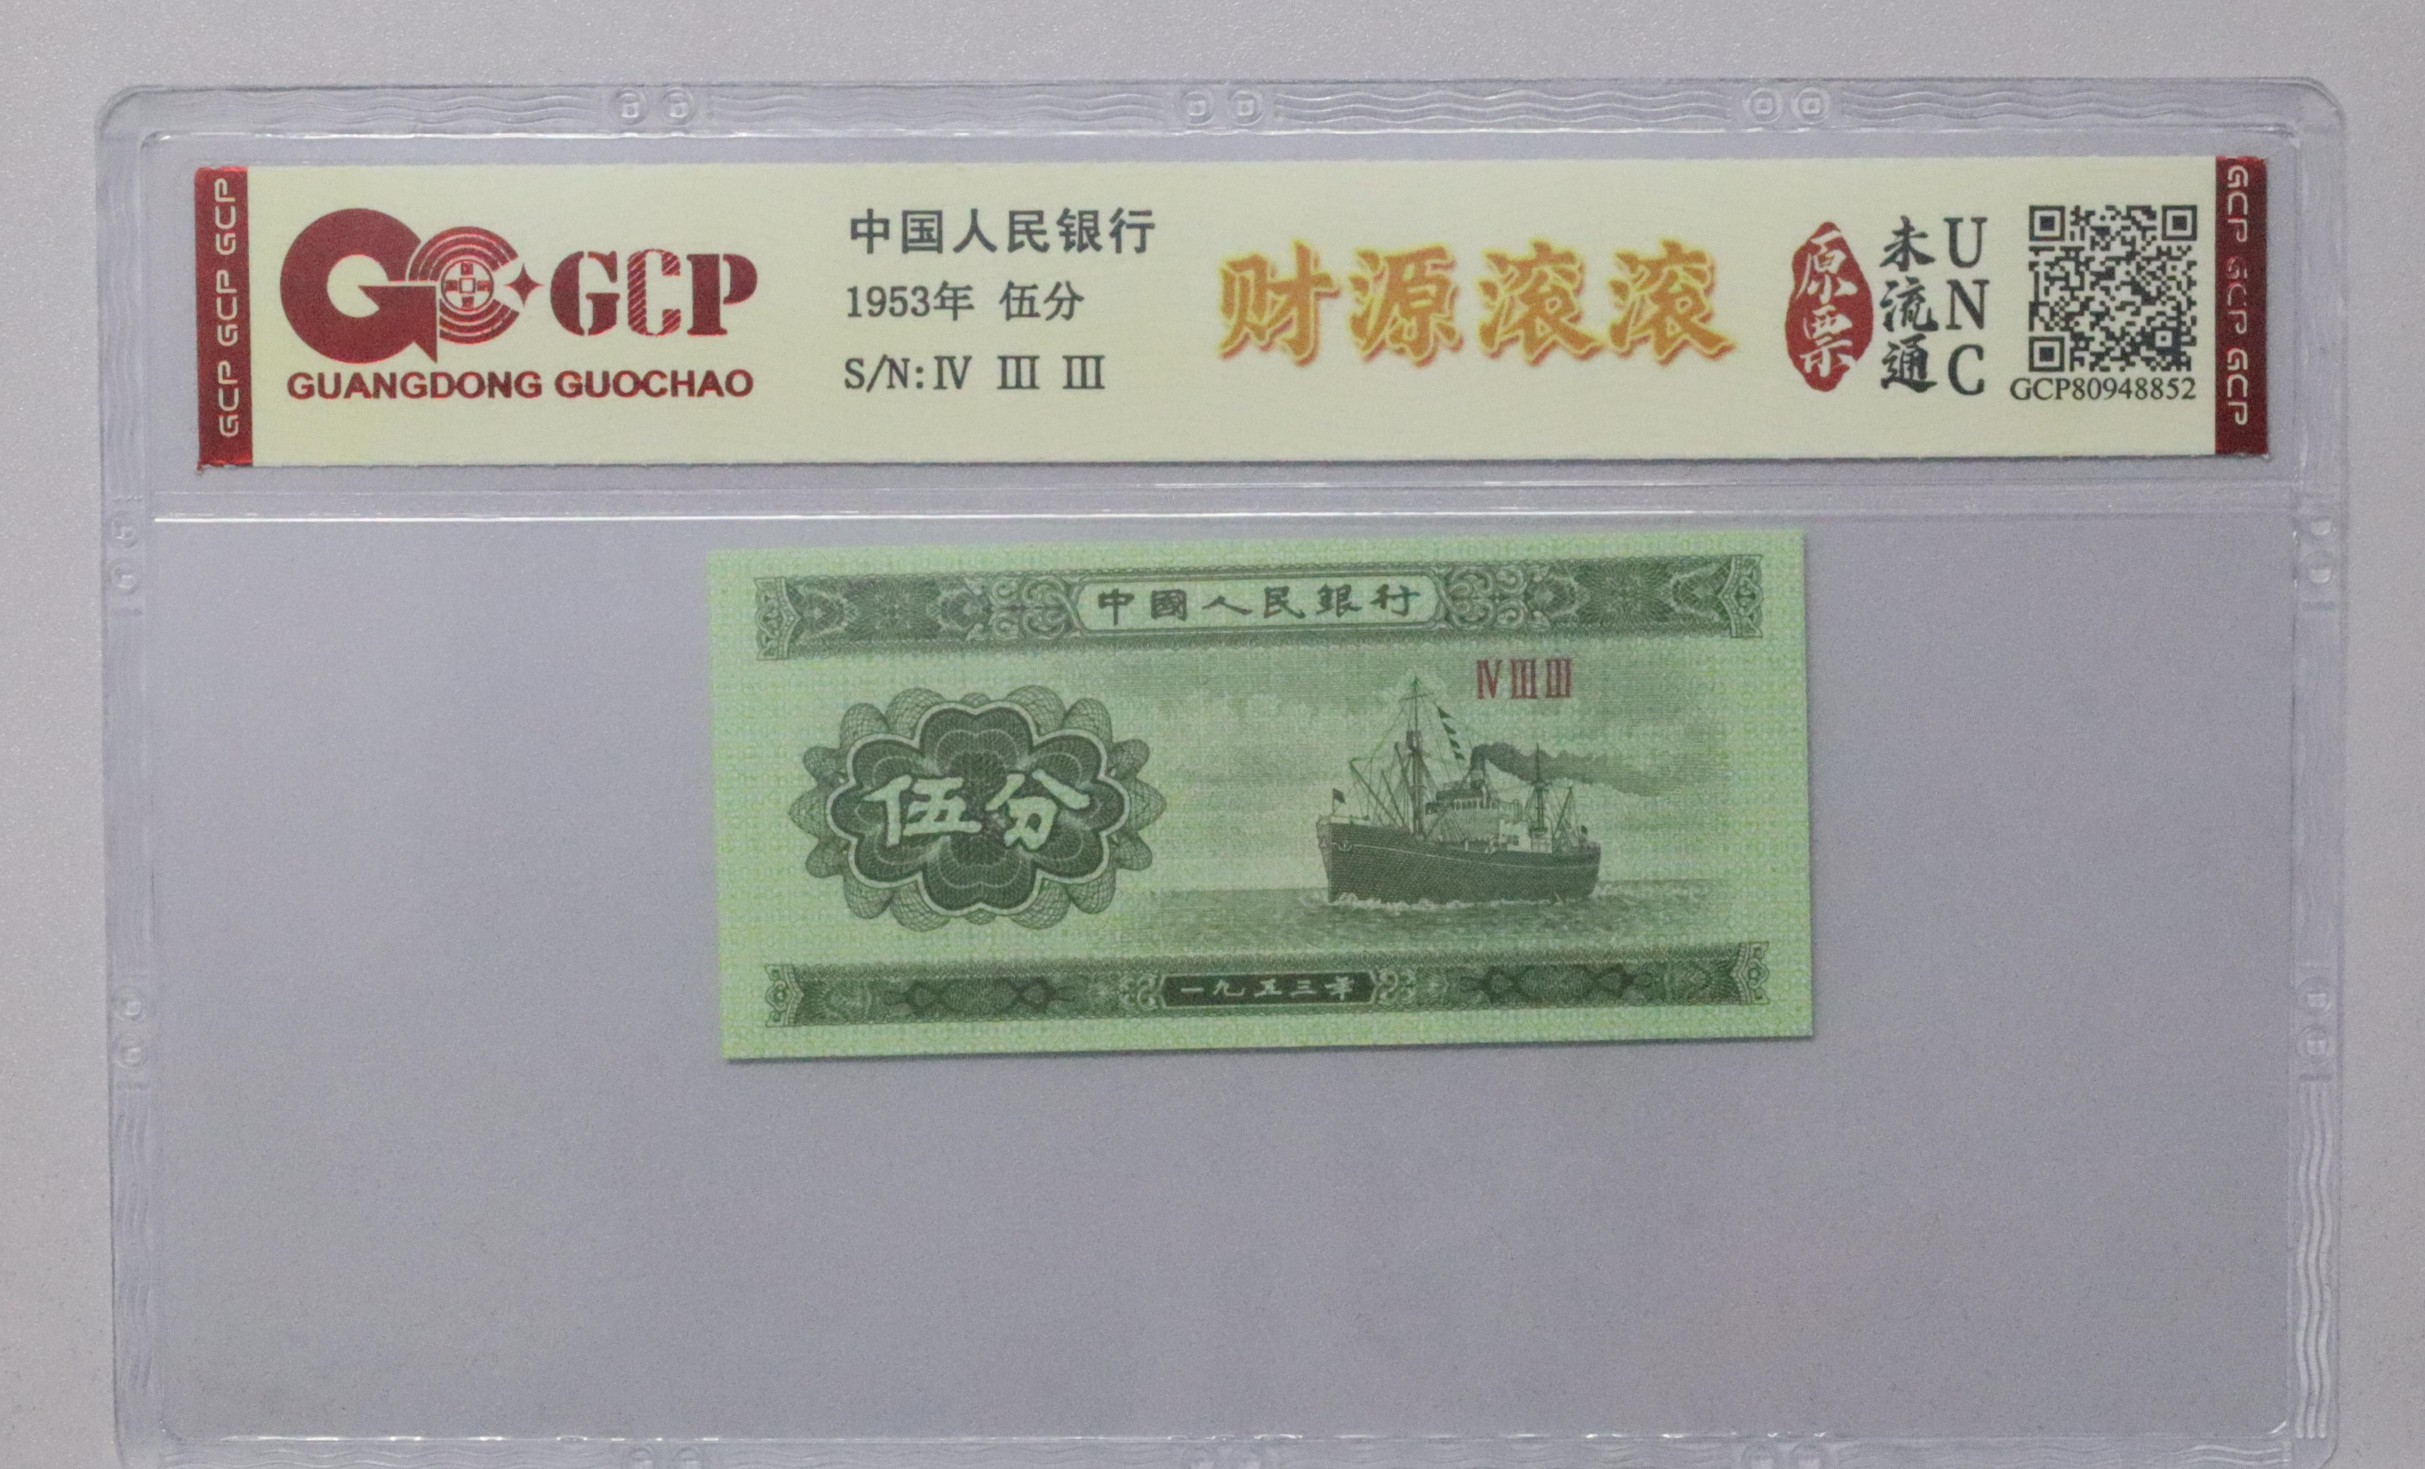 GCP GCP GCP
GCP
GUANGDONG GUOCHAO
中国人民银行
1953年 伍分
S/N: Ⅳ Ⅲ Ⅲ
财源滚滚
原票
未流通
UNC
GCP80948852
GCP GCP GCP
中國人民銀行
Ⅳ Ⅲ Ⅲ
伍分
一九五三年